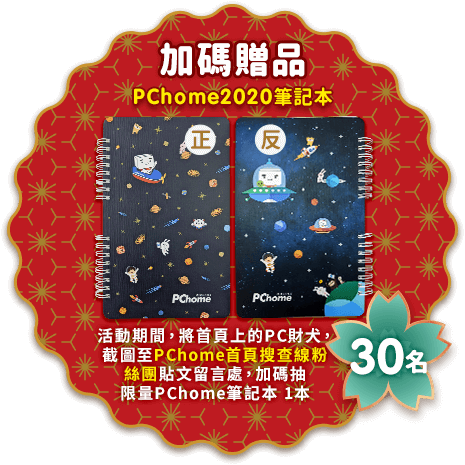 加碼贈品
PChome2020筆記本
正 反
PChome PChome
活動期間，將首頁上的PC財犬，
截圖至PChome首頁搜查線粉
絲團貼文留言處，加碼抽
限量PChome筆記本 1本
30名